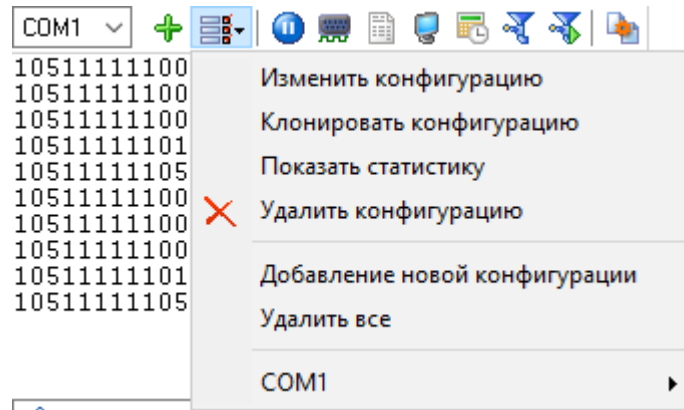 COM1
10511111100
10511111100
10511111100
10511111101
10511111105
10511111100
10511111100
10511111100
10511111101
10511111105
Изменить конфигурацию
Клонировать конфигурацию
Показать статистику
Удалить конфигурацию
Добавление новой конфигурации
Удалить все
COM1